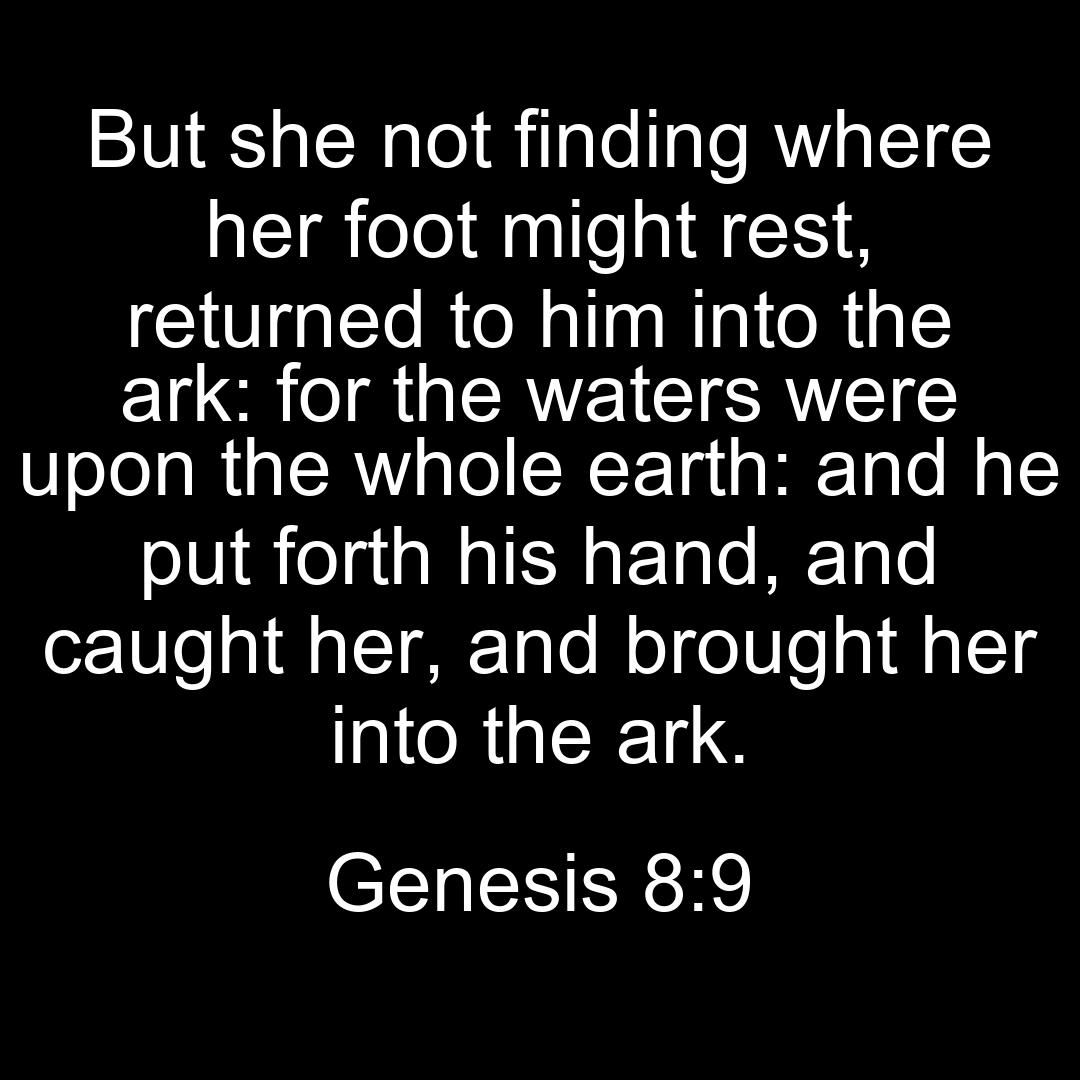 But she not finding where
her foot might rest,
returned to him into the
ark: for the waters were
upon the whole earth: and he
put forth his hand, and
caught her, and brought her
into the ark.
Genesis 8:9